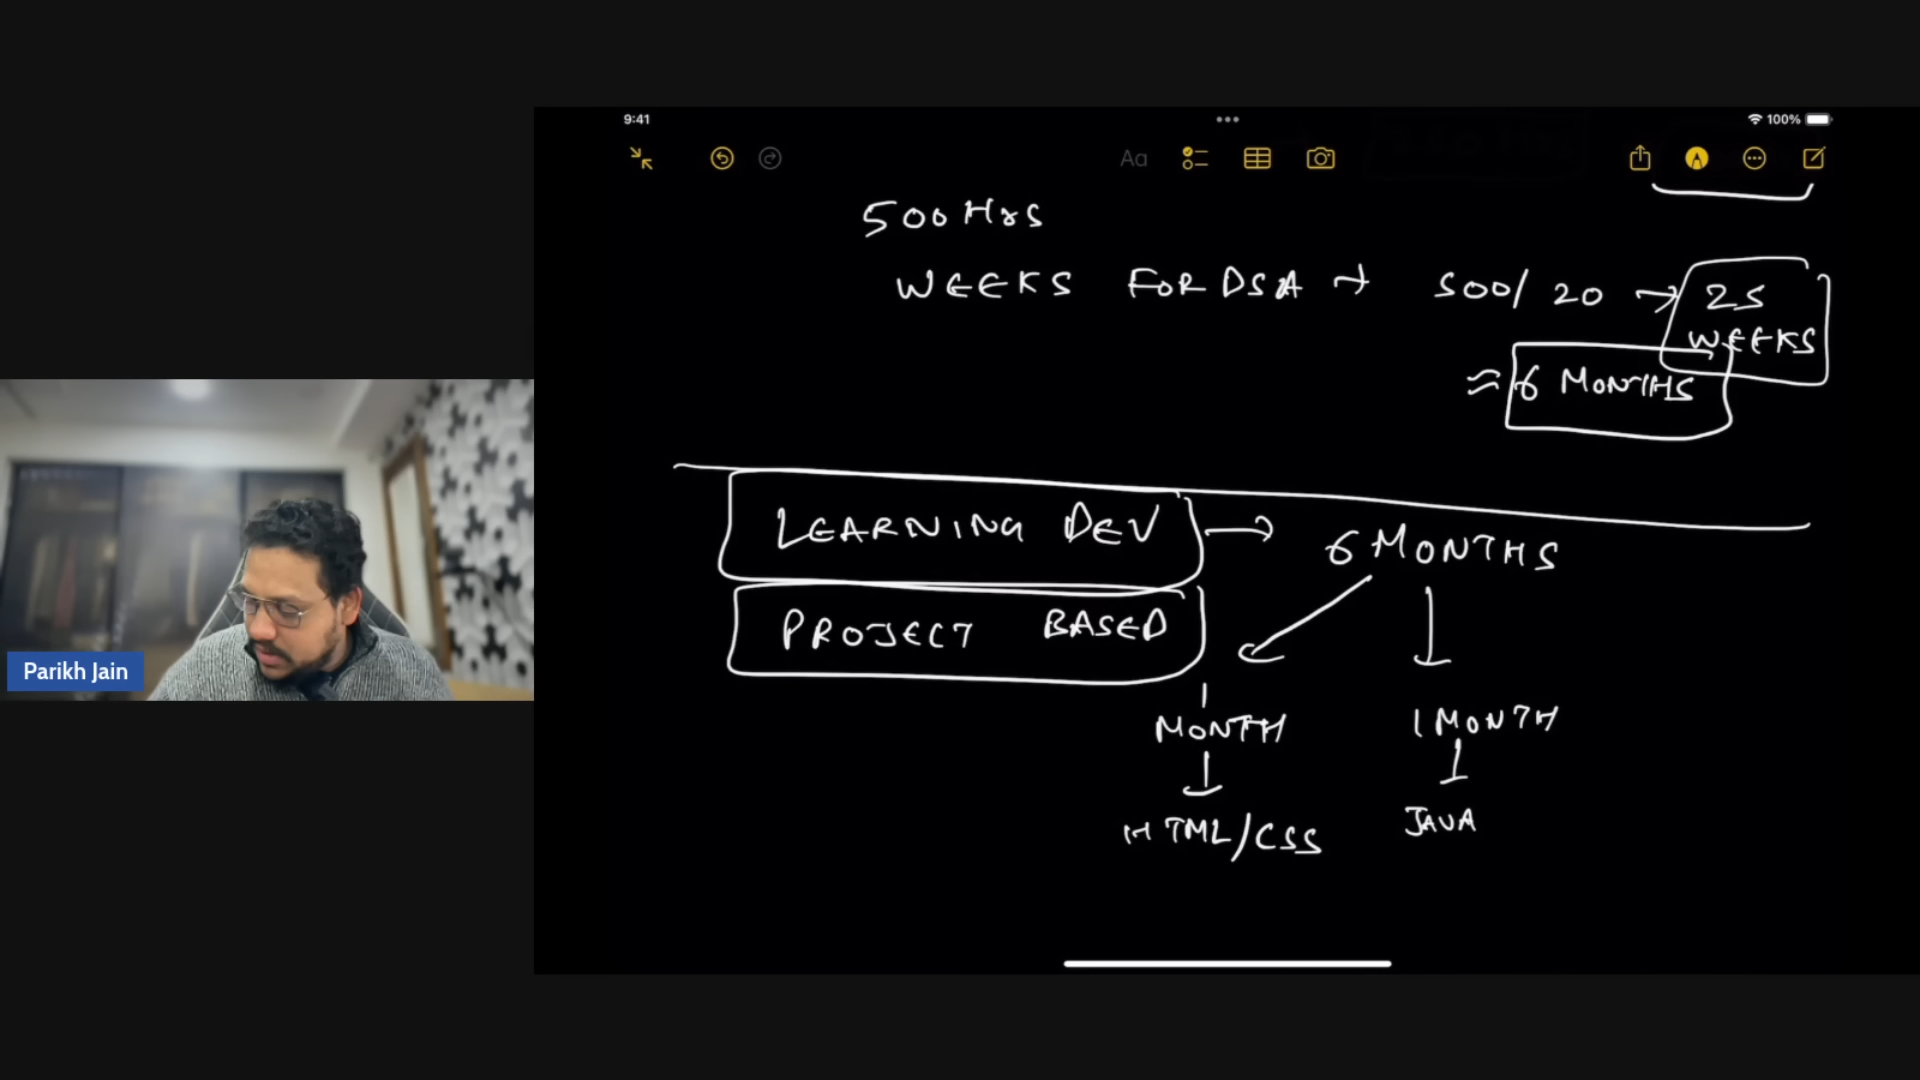 9:41
100%
Aa
500 Hrs
WEEKS FOR DSA → 500/20 → 25 WEEKS
≈ 6 MONTHS
LEARNING DEV → 6 MONTHS
PROJECT BASED
1 MONTH
1 MONTH
HTML/CSS
JAVA
Parikh Jain